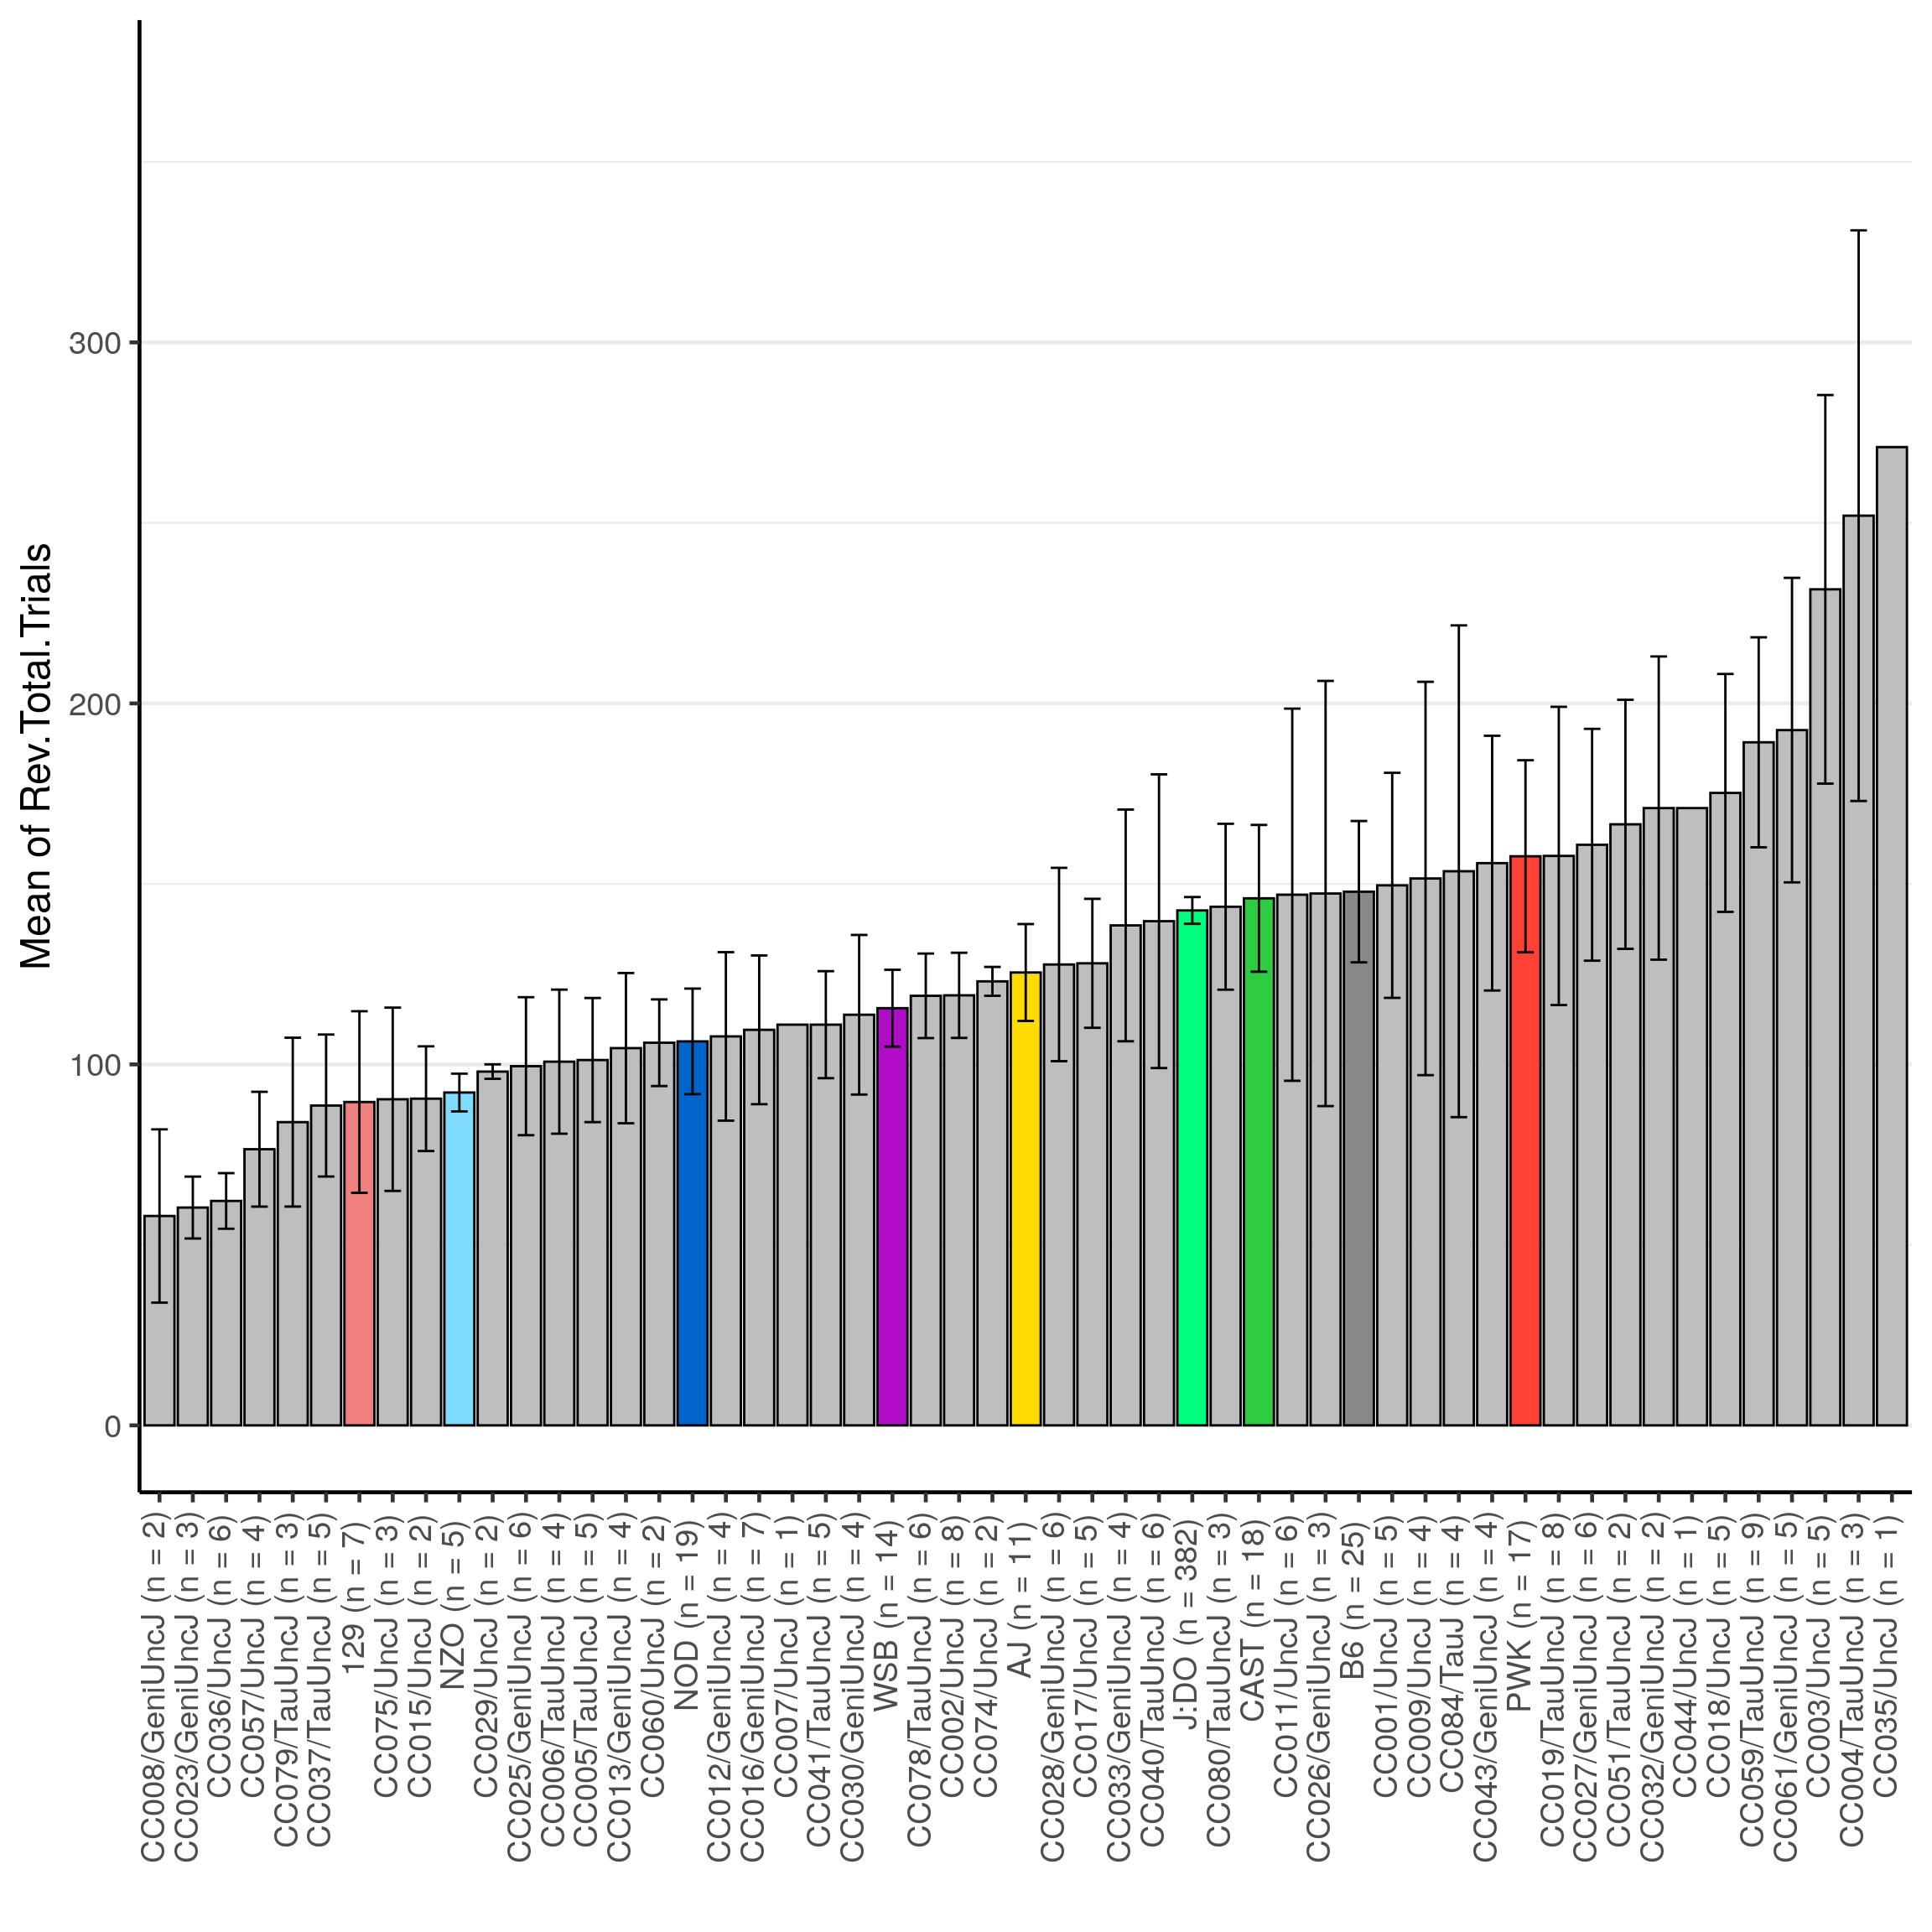 Mean of Rev.Total.Trials
300
200
100
0
CC008/GeniUncJ (n = 2)
CC023/GeniUncJ (n = 3)
CC036/UncJ (n = 6)
CC057/UncJ (n = 4)
CC079/TauUncJ (n = 3)
CC037/TauUncJ (n = 5)
129 (n = 7)
CC075/UncJ (n = 3)
CC015/UncJ (n = 2)
NZO (n = 5)
CC029/UncJ (n = 2)
CC025/GeniUncJ (n = 6)
CC006/TauUncJ (n = 4)
CC005/TauUncJ (n = 5)
CC013/GeniUncJ (n = 4)
CC060/UncJ (n = 2)
NOD (n = 19)
CC012/GeniUncJ (n = 4)
CC016/GeniUncJ (n = 7)
CC007/UncJ (n = 1)
CC041/TauUncJ (n = 5)
CC030/GeniUncJ (n = 4)
WSB (n = 14)
CC078/TauUncJ (n = 6)
CC002/UncJ (n = 8)
CC074/UncJ (n = 2)
AJ (n = 11)
CC028/GeniUncJ (n = 6)
CC017/UncJ (n = 5)
CC033/GeniUncJ (n = 4)
CC040/TauUncJ (n = 6)
J:DO (n = 382)
CC080/TauUncJ (n = 3)
CAST (n = 18)
CC011/UncJ (n = 6)
CC026/GeniUncJ (n = 3)
B6 (n = 25)
CC001/UncJ (n = 5)
CC009/UncJ (n = 4)
CC084/TauJ (n = 4)
CC043/GeniUncJ (n = 4)
PWK (n = 17)
CC019/TauUncJ (n = 8)
CC027/GeniUncJ (n = 6)
CC051/TauUncJ (n = 2)
CC032/GeniUncJ (n = 2)
CC044/UncJ (n = 1)
CC018/UncJ (n = 5)
CC059/TauUncJ (n = 9)
CC061/GeniUncJ (n = 5)
CC003/UncJ (n = 5)
CC004/TauUncJ (n = 3)
CC035/UncJ (n = 1)